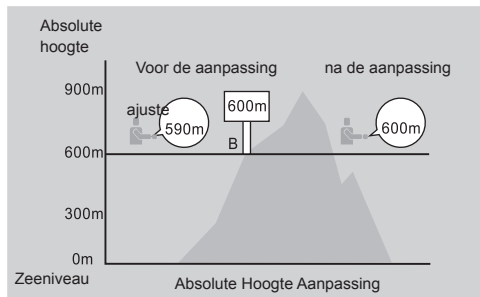 Absolute
hoogte
Voor de aanpassing
na de aanpassing
900m
ajuste
590m
600m
600m
B
600m
300m
0m
Zeeniveau
Absolute Hoogte Aanpassing